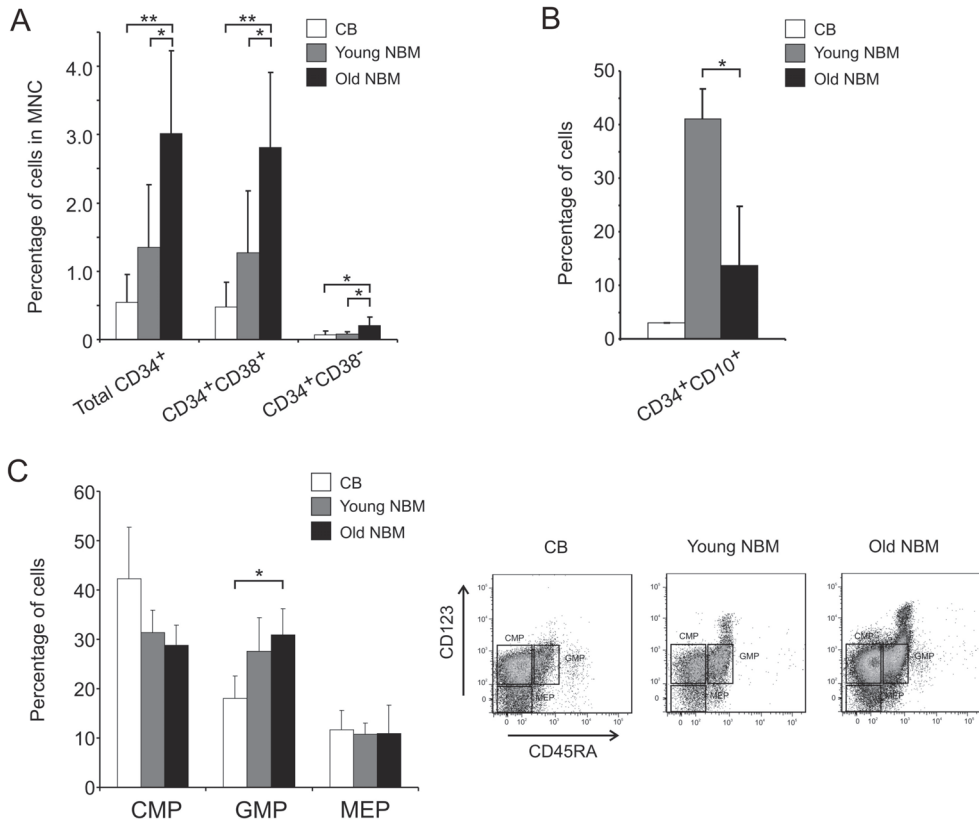 A
** ** CB
* * Young NBM
Old NBM
Percentage of cells in MNC
4.0
3.0
2.0
1.0
0
*
*
Total CD34+
CD34+CD38+
CD34+CD38-
B
CB
Young NBM
Old NBM
*
Percentage of cells
50
40
30
20
10
0
CD34+CD10+
C
CB
Young NBM
Old NBM
*
Percentage of cells
60
50
40
30
20
10
0
CMP GMP MEP
CB Young NBM Old NBM
CD123
CMP
GMP
MEP
CMP
GMP
MEP
CMP
GMP
MEP
CD45RA